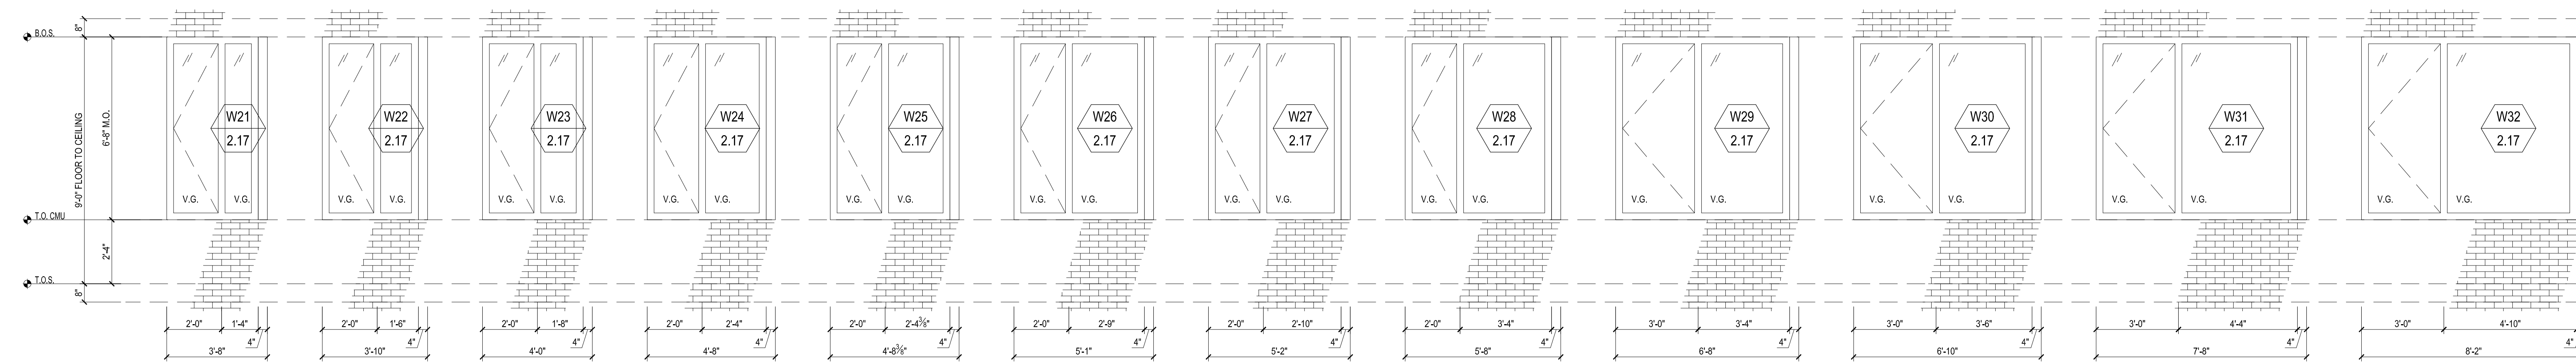 8"
B.O.S.
9'-0" FLOOR TO CEILING
6'-8" M.O.
T.O. CMU
2'-4"
T.O.S.
8"
W21
2.17
V.G.
V.G.
2'-0"
1'-4"
4"
3'-8"
W22
2.17
V.G.
V.G.
2'-0"
1'-6"
4"
3'-10"
W23
2.17
V.G.
V.G.
2'-0"
1'-8"
4"
4'-0"
W24
2.17
V.G.
V.G.
2'-0"
2'-4"
4"
4'-8"
W25
2.17
V.G.
V.G.
2'-0"
2'-4⅜"
4"
4'-8⅜"
W26
2.17
V.G.
V.G.
2'-0"
2'-9"
4"
5'-1"
W27
2.17
V.G.
V.G.
2'-0"
2'-10"
4"
5'-2"
W28
2.17
V.G.
V.G.
2'-0"
3'-4"
4"
5'-8"
W29
2.17
V.G.
V.G.
3'-0"
3'-4"
4"
6'-8"
W30
2.17
V.G.
V.G.
3'-0"
3'-6"
4"
6'-10"
W31
2.17
V.G.
V.G.
3'-0"
4'-4"
4"
7'-8"
W32
2.17
V.G.
V.G.
3'-0"
4'-10"
4"
8'-2"